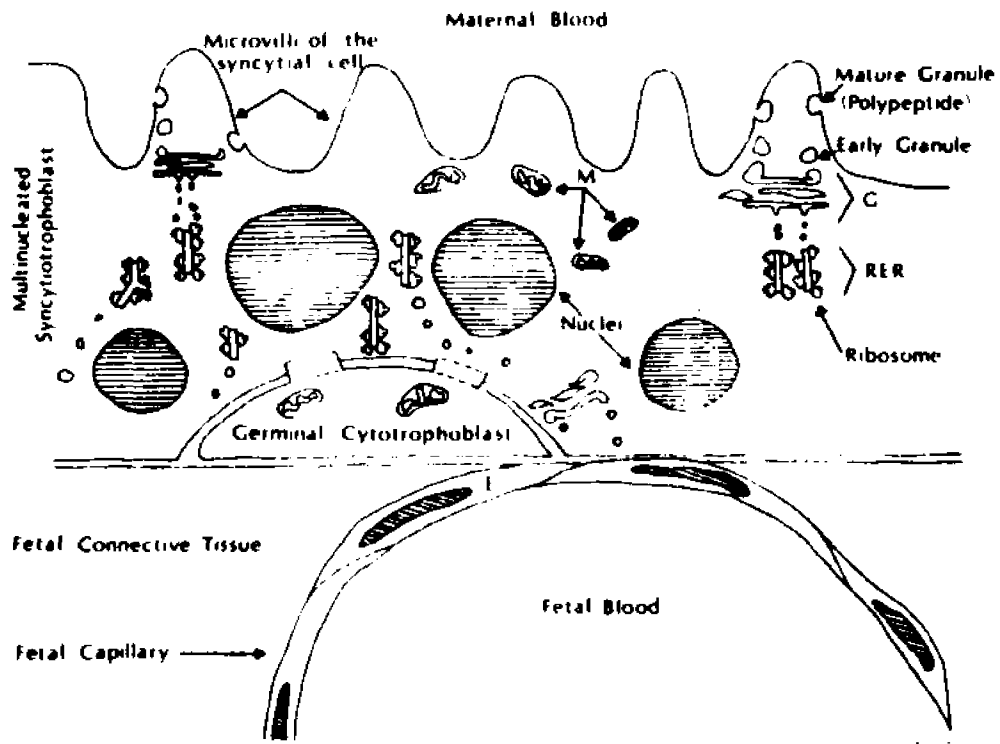 Maternal Blood
Microvilli of the
syncytial cell
Mature Granule
(Polypeptide)
Early Granule
M
G
Multinucleated
Syncytiotrophoblast
RER
Nuclei
Ribosome
Germinal Cytotrophoblast
Fetal Connective Tissue
Fetal Blood
Fetal Capillary